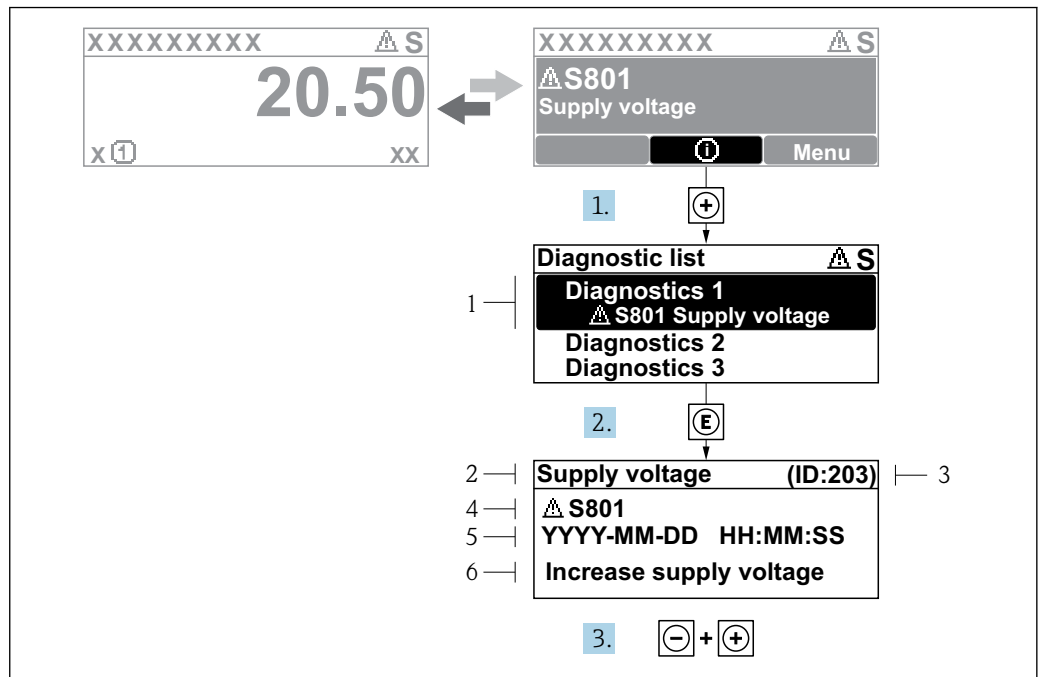 XXXXXXXXX ⚠ S
20.50
x ① xx
XXXXXXXXX ⚠ S
⚠ S801
Supply voltage
ⓘ Menu
1. +
Diagnostic list ⚠ S
1
Diagnostics 1
⚠ S801 Supply voltage
Diagnostics 2
Diagnostics 3
2. E
2 Supply voltage (ID:203) 3
4 ⚠ S801
5 YYYY-MM-DD HH:MM:SS
6 Increase supply voltage
3. - + +